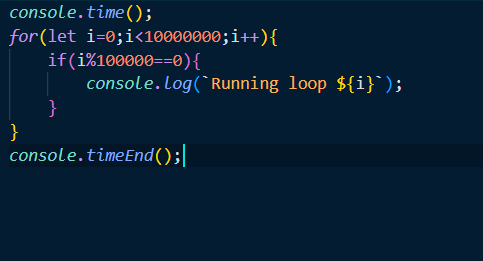 console.time();
for(let i=0;i<10000000;i++){
    if(i%100000==0){
        console.log(`Running loop ${i}`);
    }
}
console.timeEnd();